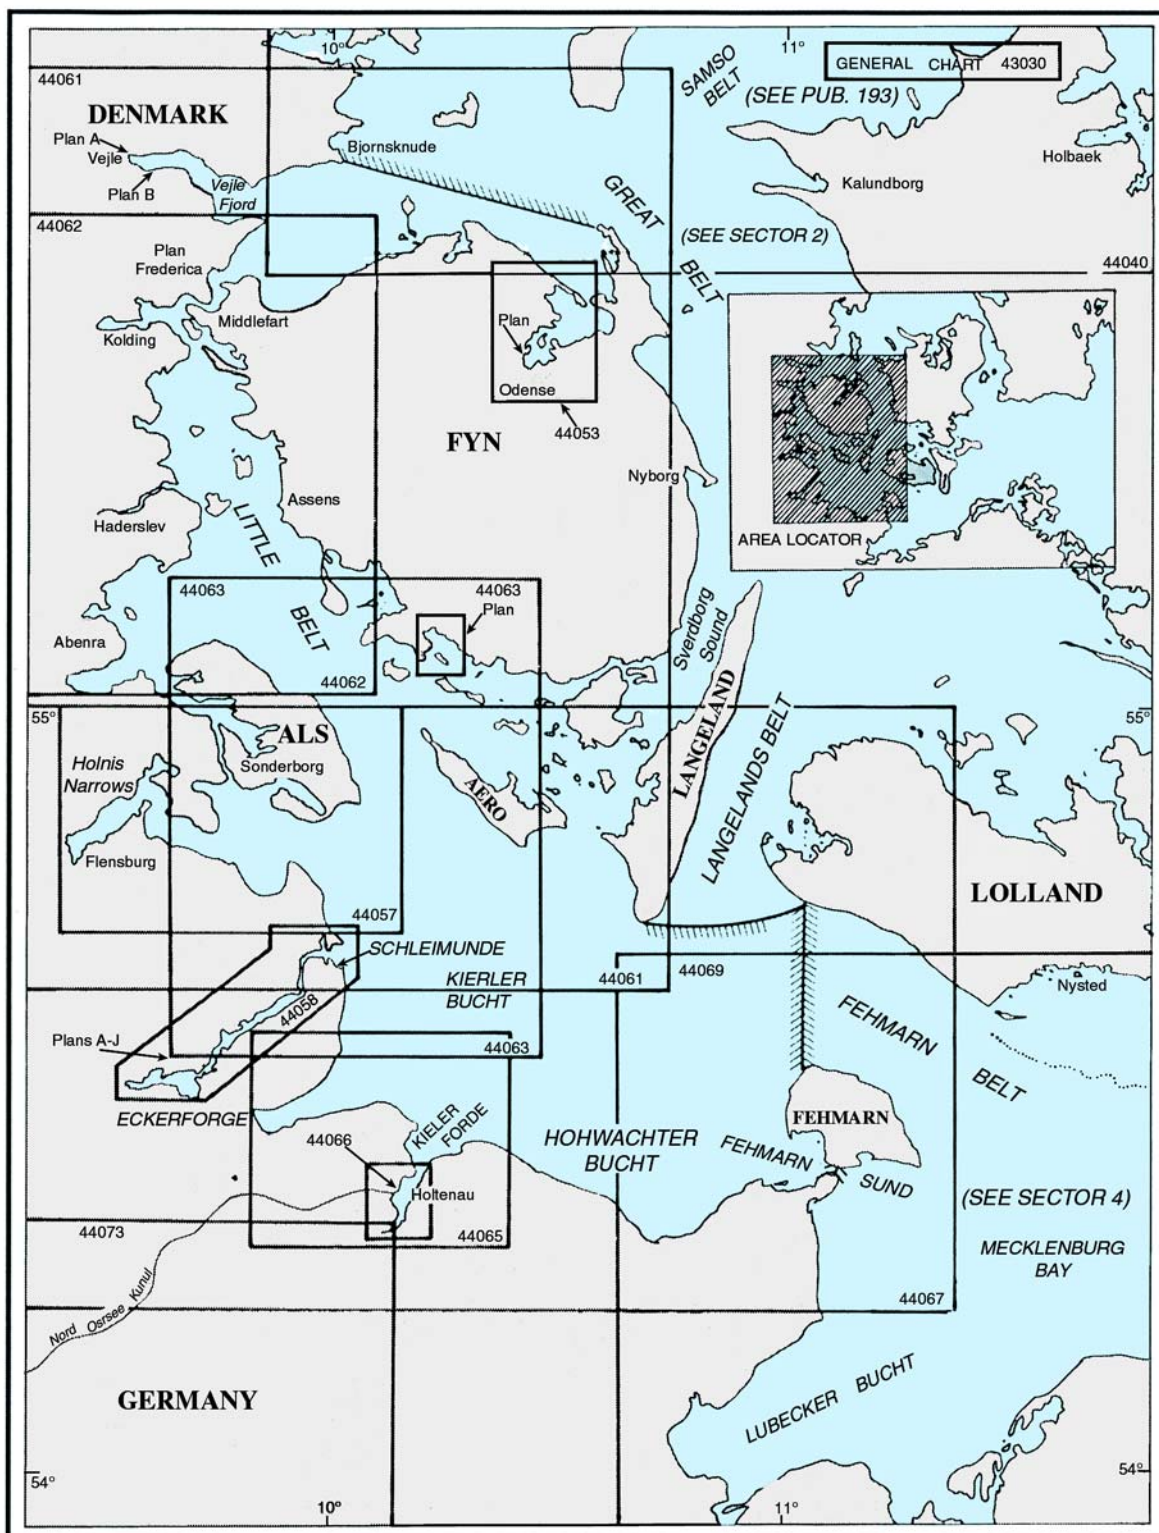 10°
11°
GENERAL CHART 43030
44061
SAMSO
BELT
(SEE PUB. 193)
DENMARK
Plan A
Vejle
Plan B
Vejle
Fjord
Bjornsknude
Holbaek
Kalundborg
GREAT
BELT
(SEE SECTOR 2)
44062
44040
Plan
Frederica
Middlefart
Kolding
Plan
Odense
44053
FYN
Nyborg
AREA LOCATOR
Assens
Haderslev
LITTLE
BELT
44063
44063
Plan
Abenra
44062
Sverdborg
Sound
55°
55°
ALS
Sonderborg
Holnis
Narrows
Flensburg
AERO
LANGELAND
LANGELANDS BELT
LOLLAND
44057
SCHLEIMUNDE
KIERLER
BUCHT
44061
44069
Nysted
44058
Plans A-J
44063
FEHMARN
BELT
ECKERFORGE
FEHMARN
44066
KIELER
FORDE
Holtenau
HOHWACHTER
BUCHT
FEHMARN
SUND
(SEE SECTOR 4)
44073
44065
MECKLENBURG
BAY
44067
Nord Osrsee Kunul
GERMANY
LUBECKER BUCHT
54°
54°
10°
11°